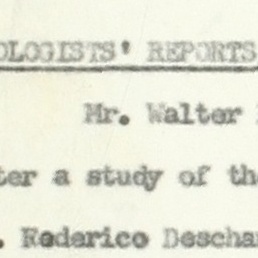 OLOGISTS' REPORTS
Mr. Walter
ter a study of th
. Rederico Descha